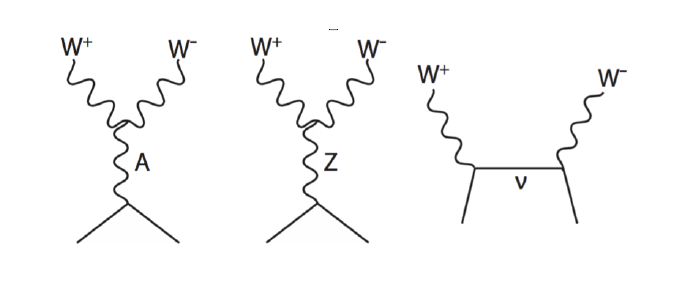 W⁺ W⁻ W⁺ W⁻
W⁺ W⁻
A Z
ν